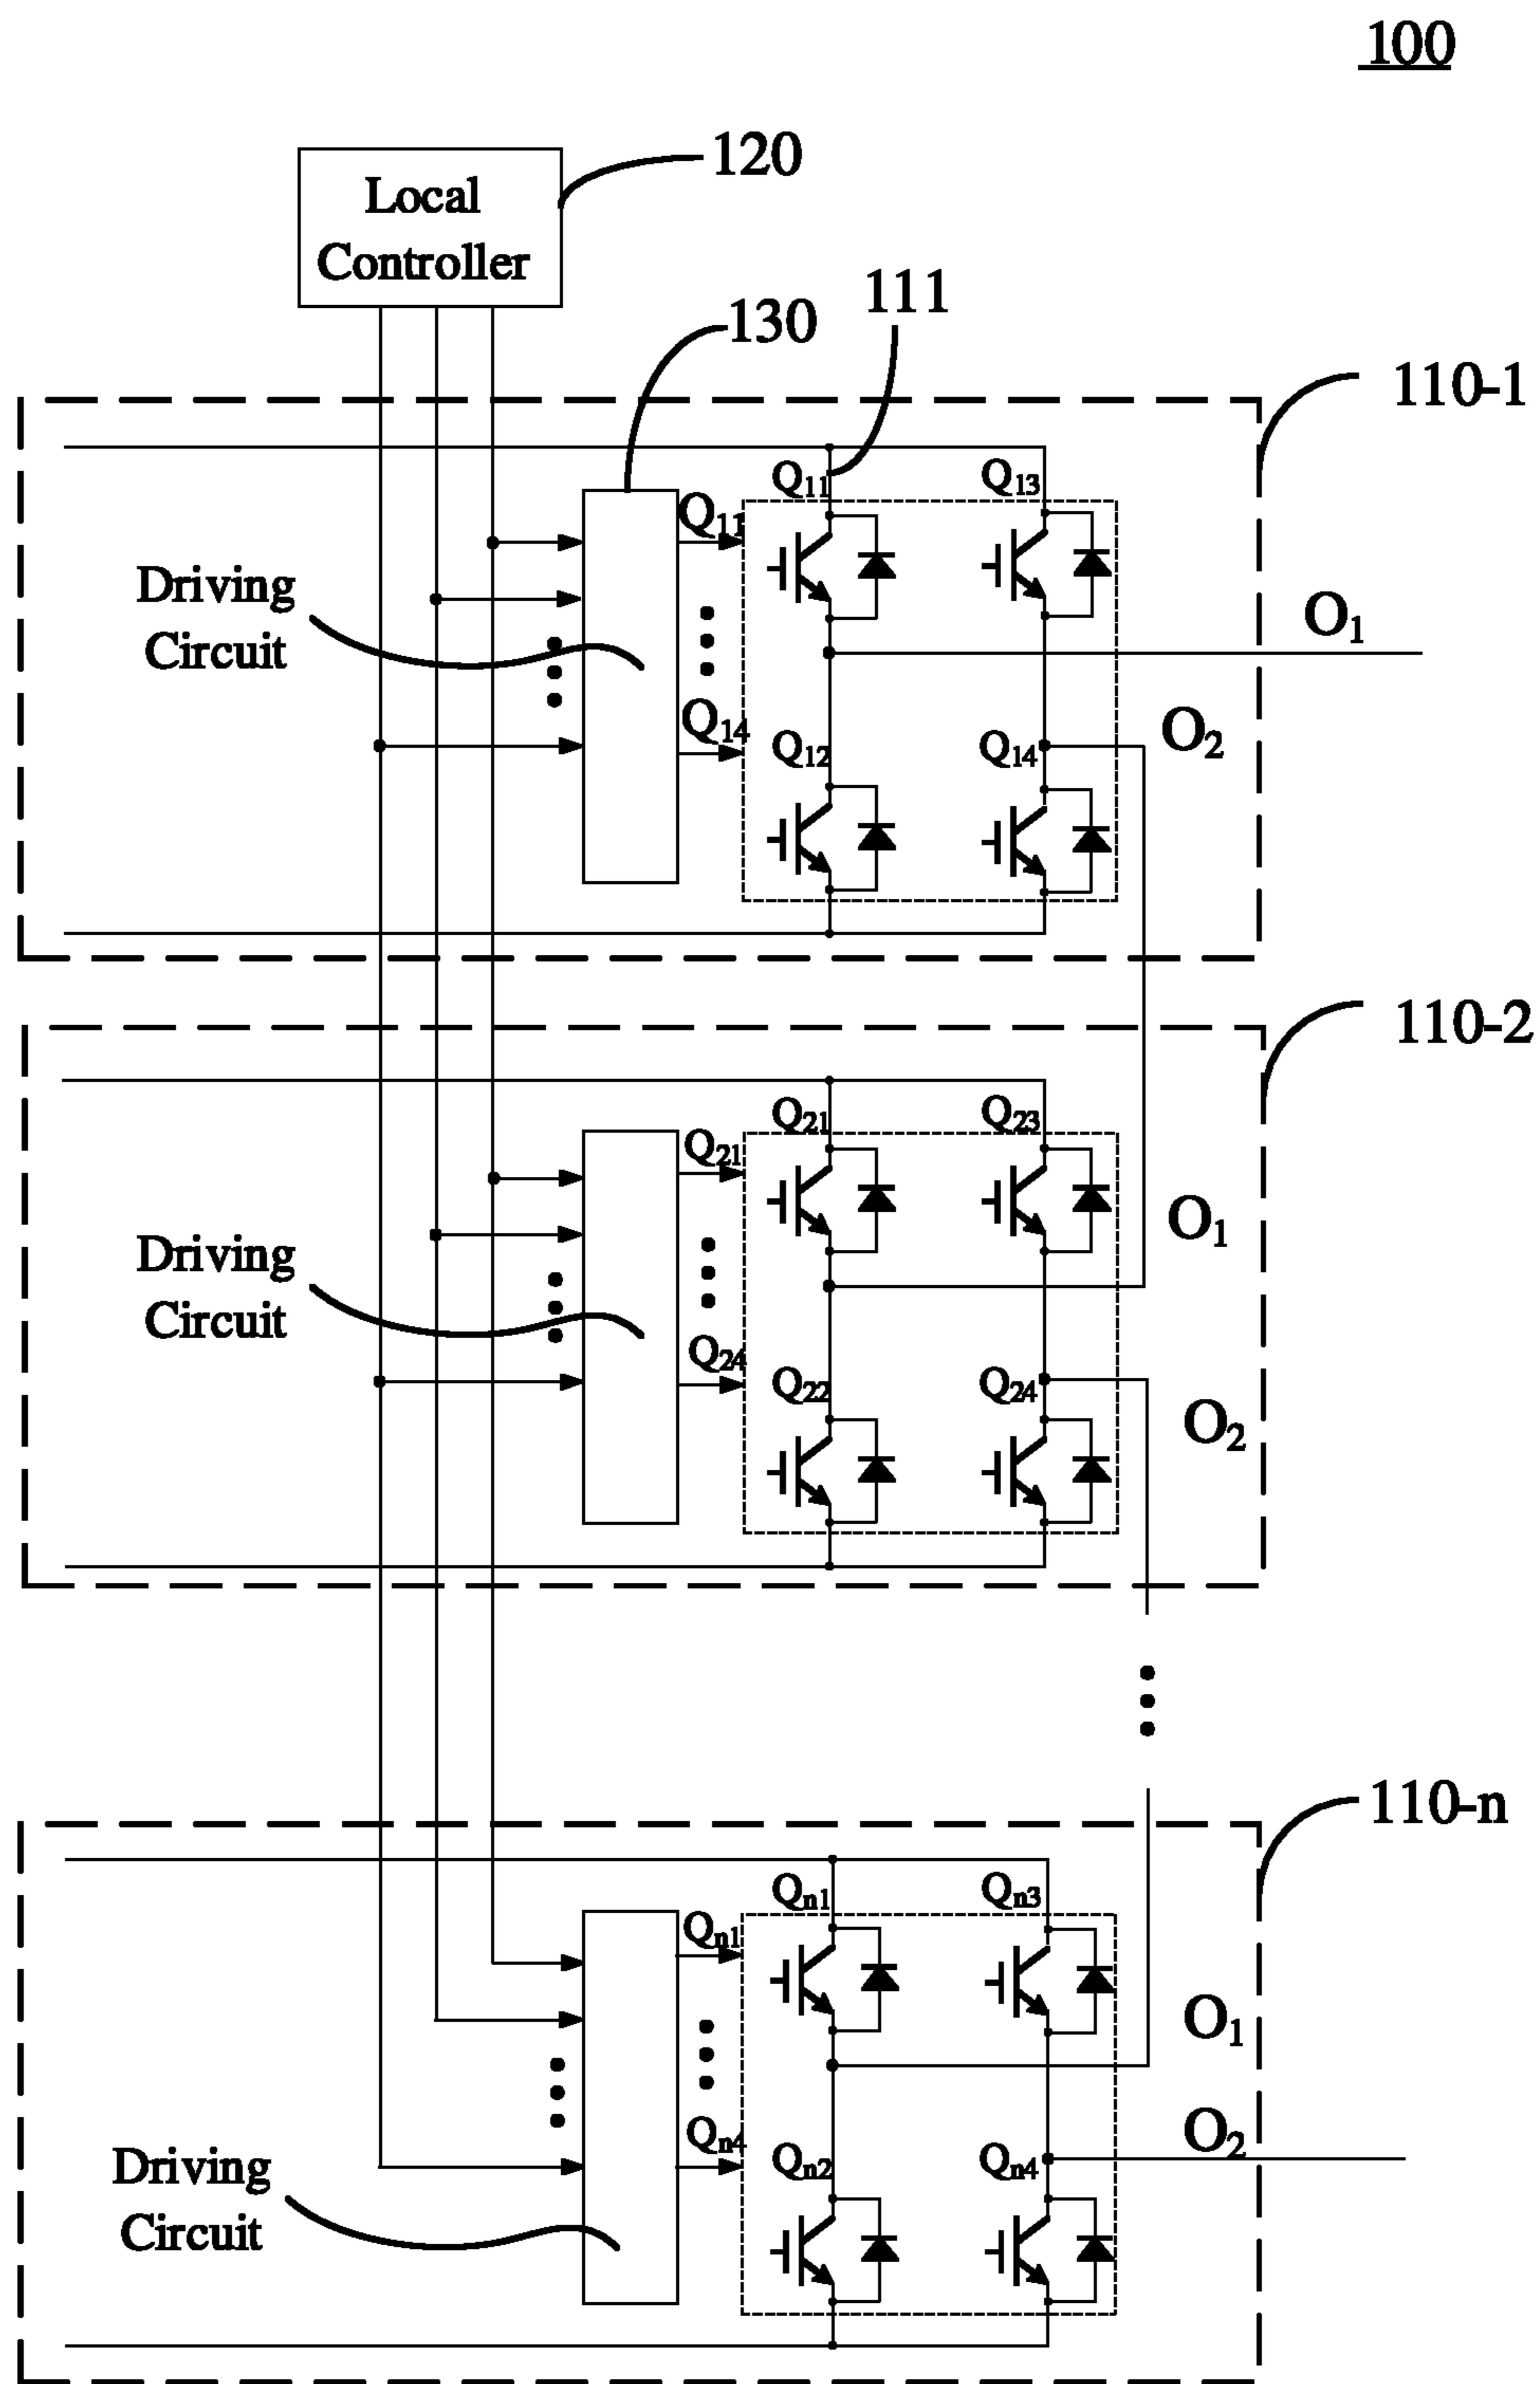 100
120
Local
Controller
111
130
110-1
Q11
Q13
Q11
Driving
Circuit
O1
Q14
Q12
Q14
O2
110-2
Q21
Q23
Q21
O1
Driving
Circuit
Q24
Q22
Q24
O2
110-n
Qn1
Qn3
Qn1
O1
Qn4
Qn2
Qn4
O2
Driving
Circuit